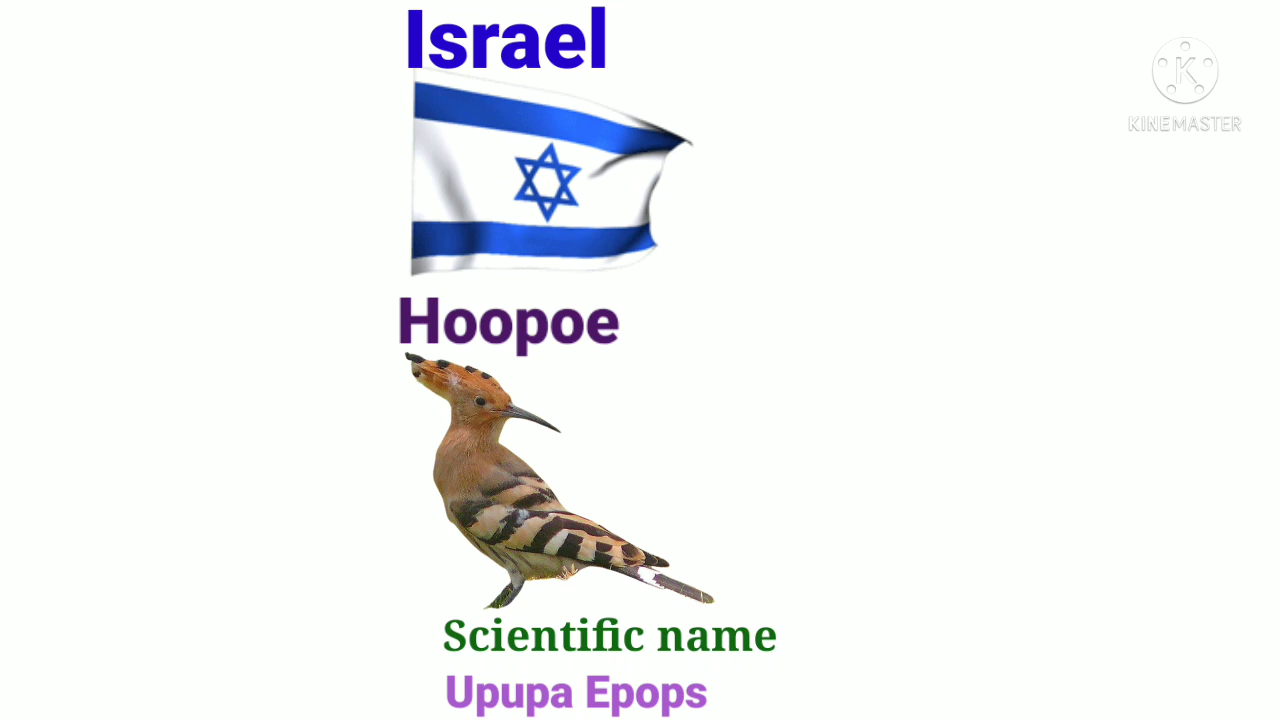 Israel
KINEMASTER
Hoopoe
Scientific name
Upupa Epops